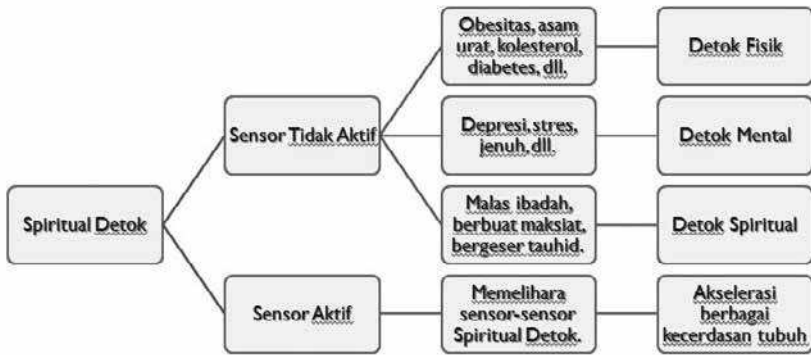 Spiritual Detok
Sensor Tidak Aktif
Obesitas, asam
urat, kolesterol,
diabetes, dll.
Detok Fisik
Depresi, stres,
jenuh, dll.
Detok Mental
Malas ibadah,
berbuat maksiat,
bergeser tauhid.
Detok Spiritual
Sensor Aktif
Memelihara
sensor-sensor
Spiritual Detok.
Akselerasi
berbagai
kecerdasan tubuh